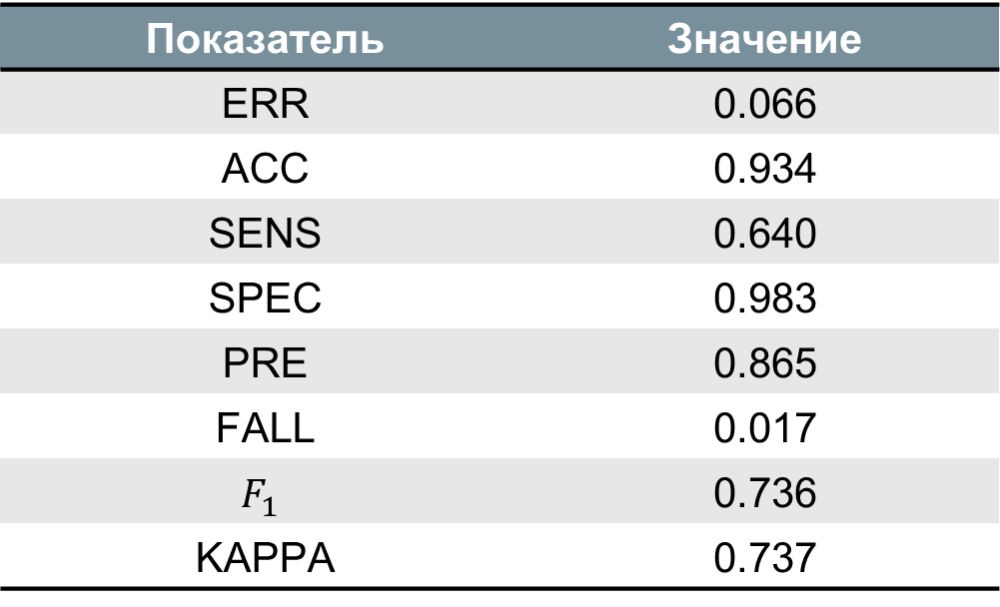 Показатель Значение
ERR 0.066
ACC 0.934
SENS 0.640
SPEC 0.983
PRE 0.865
FALL 0.017
F₁ 0.736
KAPPA 0.737